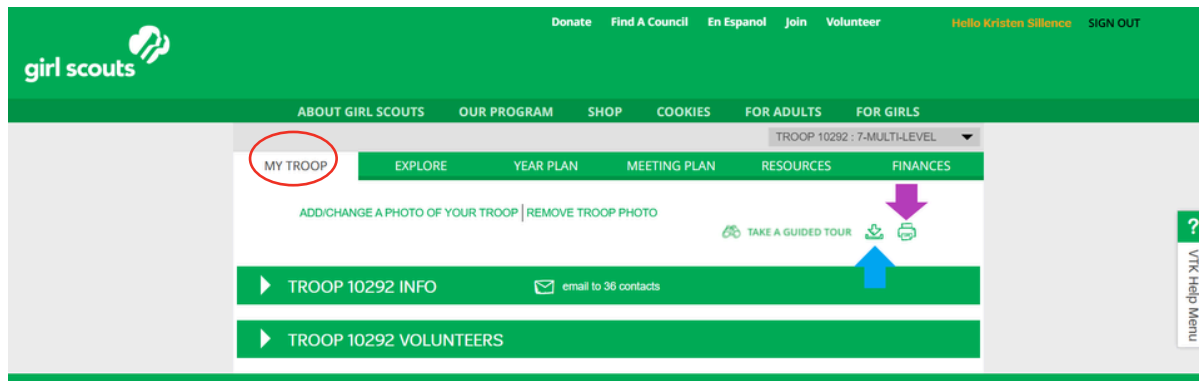 Donate Find A Council En Espanol Join Volunteer Hello Kristen Sillence SIGN OUT
girl scouts
ABOUT GIRL SCOUTS OUR PROGRAM SHOP COOKIES FOR ADULTS FOR GIRLS
TROOP 10292 : 7-MULTI-LEVEL
MY TROOP EXPLORE YEAR PLAN MEETING PLAN RESOURCES FINANCES
ADD/CHANGE A PHOTO OF YOUR TROOP | REMOVE TROOP PHOTO
TAKE A GUIDED TOUR
TROOP 10292 INFO email to 36 contacts
TROOP 10292 VOLUNTEERS
? VTK Help Menu